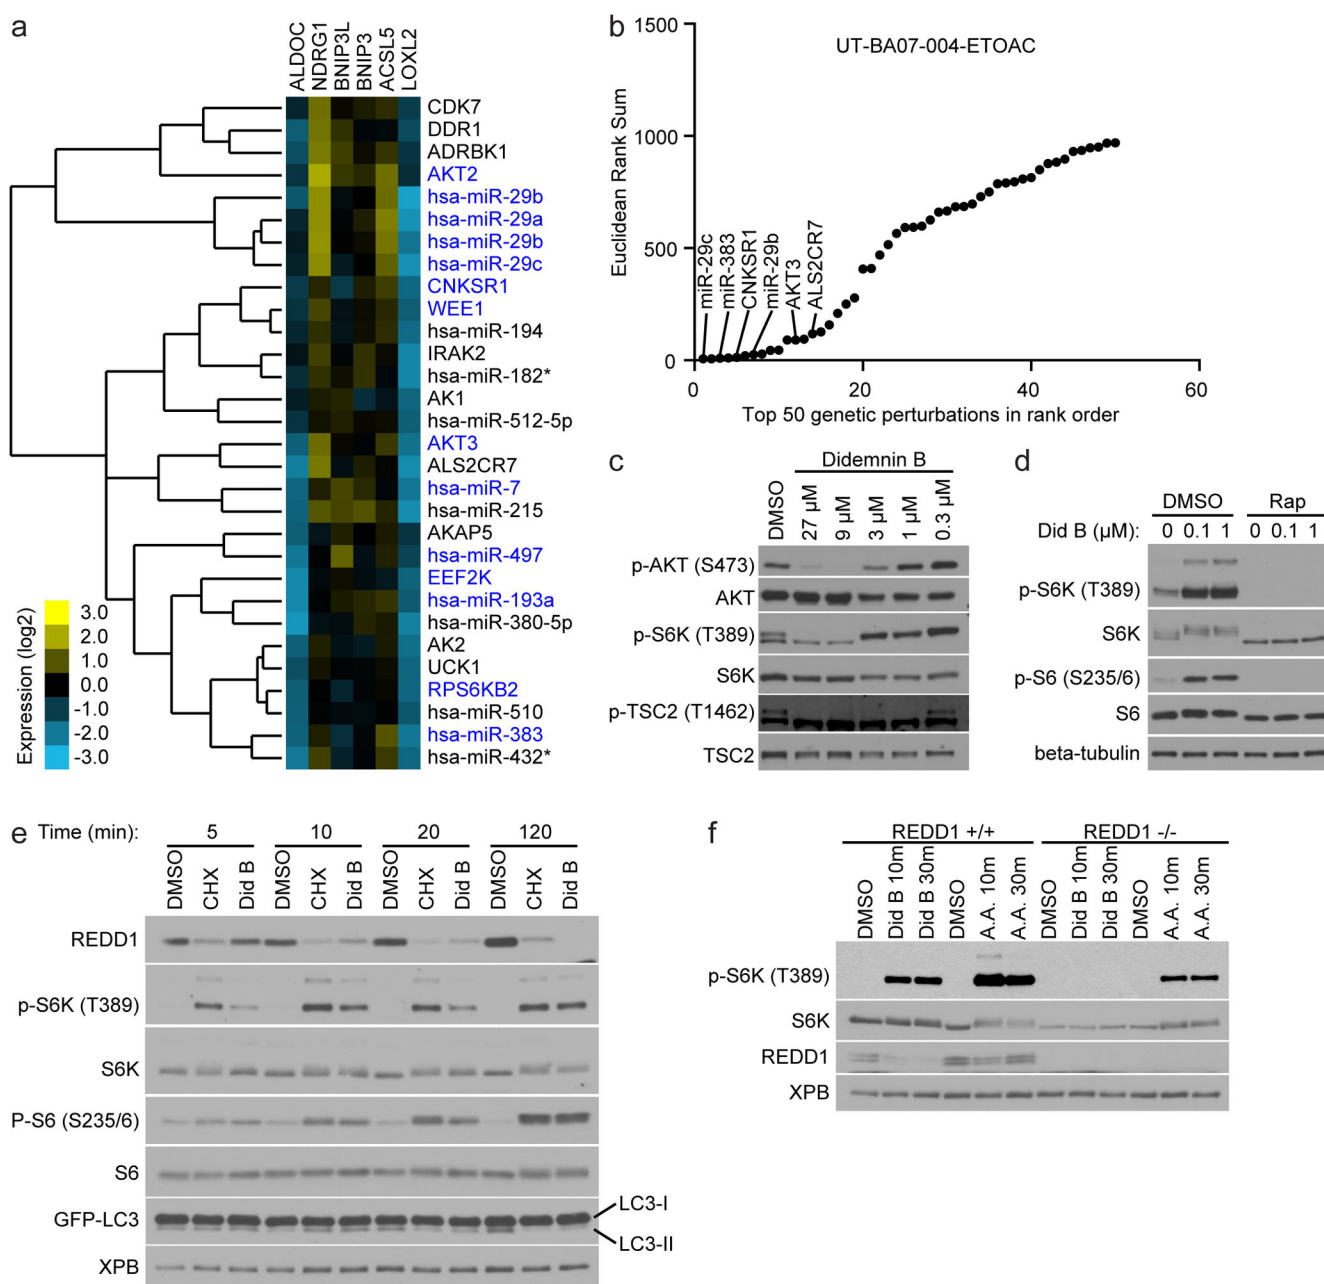 a
ALDOC
NDRG1
BNIP3L
BNIP3
ACSL5
LOXL2
CDK7
DDR1
ADRBK1
AKT2
hsa-miR-29b
hsa-miR-29a
hsa-miR-29b
hsa-miR-29c
CNKSR1
WEE1
hsa-miR-194
IRAK2
hsa-miR-182*
AK1
hsa-miR-512-5p
AKT3
ALS2CR7
hsa-miR-7
hsa-miR-215
AKAP5
hsa-miR-497
EEF2K
hsa-miR-193a
hsa-miR-380-5p
AK2
UCK1
RPS6KB2
hsa-miR-510
hsa-miR-383
hsa-miR-432*
Expression (log2)
3.0
2.0
1.0
0.0
-1.0
-2.0
-3.0
b
UT-BA07-004-ETOAC
Euclidean Rank Sum
1500
1000
500
0
miR-29c
miR-383
CNKSR1
miR-29b
AKT3
ALS2CR7
0
20
40
60
Top 50 genetic perturbations in rank order
c
Didemnin B
DMSO
27 µM
9 µM
3 µM
1 µM
0.3 µM
p-AKT (S473)
AKT
p-S6K (T389)
S6K
p-TSC2 (T1462)
TSC2
d
DMSO
Rap
Did B (µM):
0
0.1
1
0
0.1
1
p-S6K (T389)
S6K
p-S6 (S235/6)
S6
beta-tubulin
e
Time (min):
5
10
20
120
DMSO
CHX
Did B
DMSO
CHX
Did B
DMSO
CHX
Did B
DMSO
CHX
Did B
REDD1
p-S6K (T389)
S6K
P-S6 (S235/6)
S6
GFP-LC3
LC3-I
LC3-II
XPB
f
REDD1 +/+
REDD1 -/-
DMSO
Did B 10m
Did B 30m
DMSO
A.A. 10m
A.A. 30m
DMSO
Did B 10m
Did B 30m
DMSO
A.A. 10m
A.A. 30m
p-S6K (T389)
S6K
REDD1
XPB